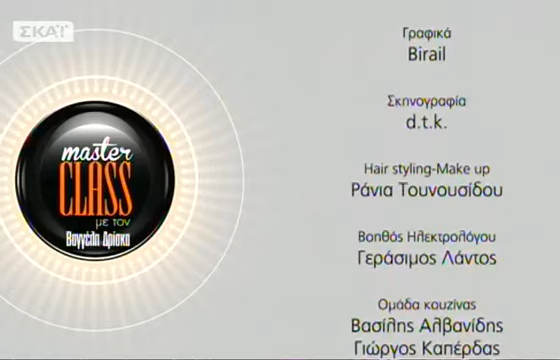 ΣΚΑΪ
master
CLASS
με τον
Βαγγέλη Δρίσκα
Γραφικά
Birail
Σκηνογραφία
d.t.k.
Hair styling-Make up
Ράνια Τουνουσίδου
Βοηθός Ηλεκτρολόγου
Γεράσιμος Λάντος
Ομάδα κουζίνας
Βασίλης Αλβανίδης
Γιώργος Καπέρδας